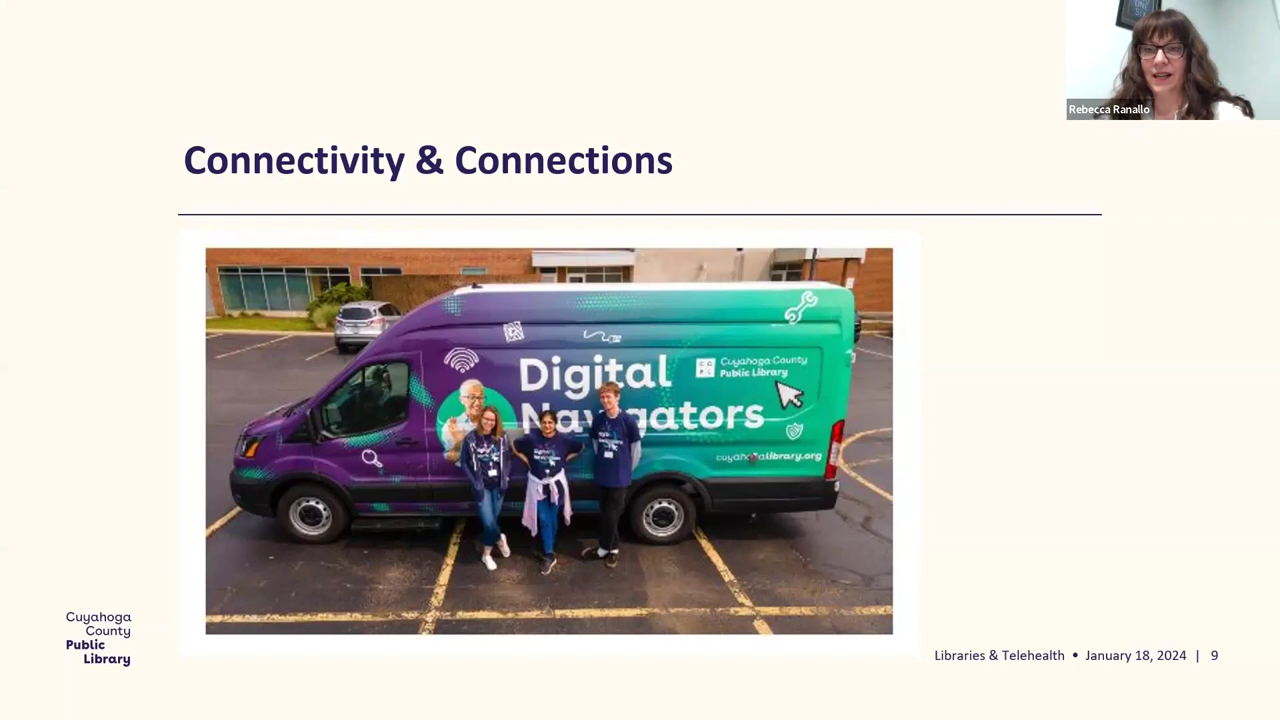 Rebecca Ranallo
Connectivity & Connections
Digital
Navigators
Cuyahoga County
Public Library
library.org
Cuyahoga
County
Public
Library
Libraries & Telehealth • January 18, 2024 | 9